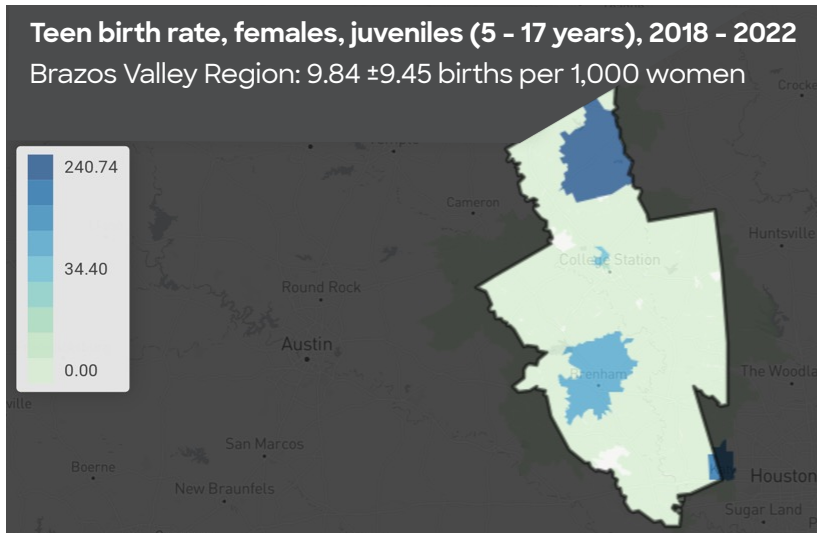 Teen birth rate, females, juveniles (5 - 17 years), 2018 - 2022
Brazos Valley Region: 9.84 ±9.45 births per 1,000 women
Crocke
240.74
34.40
0.00
Cameron
Huntsville
College Station
Round Rock
Austin
Brenham
The Woodla
ville
San Marcos
Boerne
Houston
New Braunfels
Sugar Land